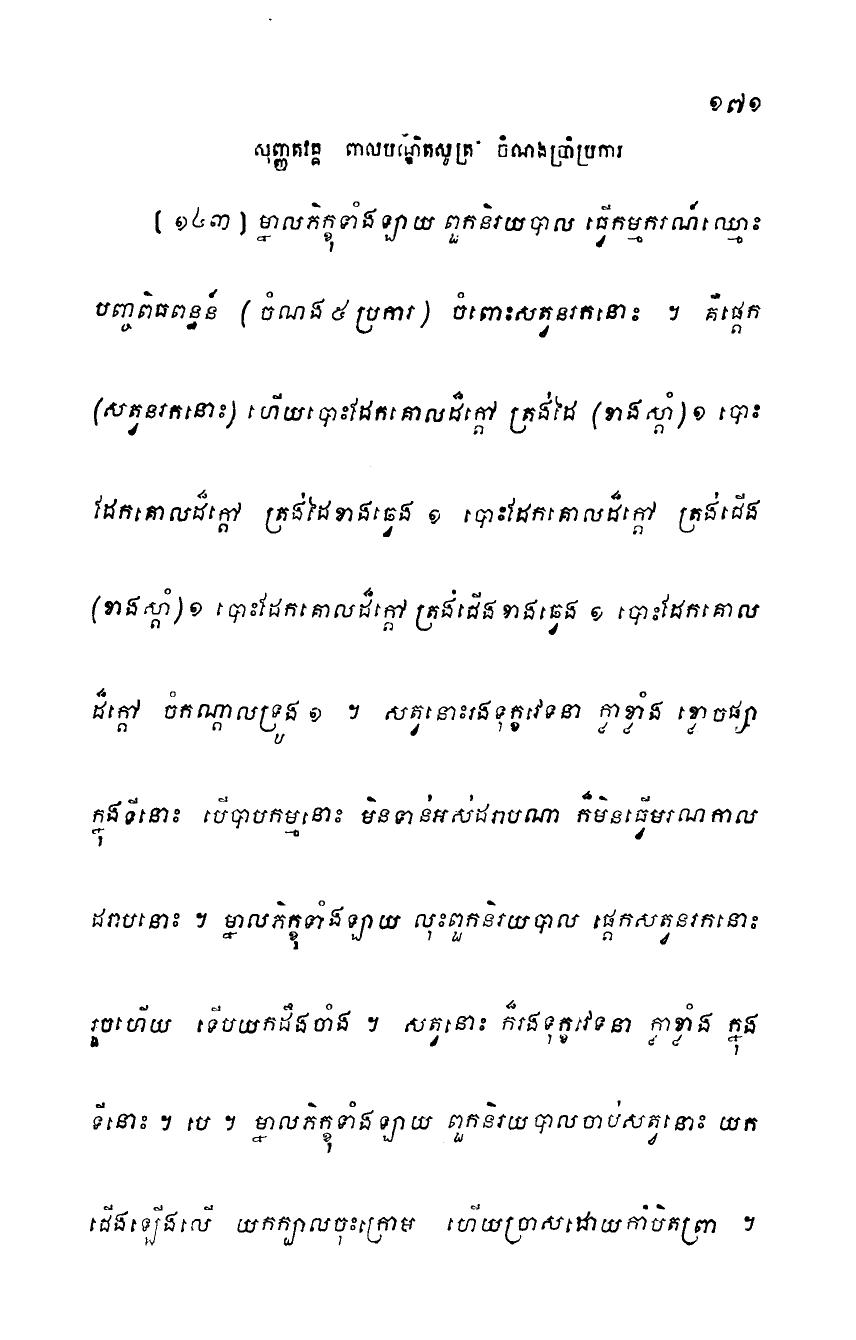 ១៧១
សុញ្ញតវគ្គ ពាលបណ្ឌិតសូត្រ ចំណងប្រាំប្រការ
[ ១៤៣ ] ម្នាលភិក្ខុទាំងឡាយ ពួកនិរយបាល ធ្វើកម្មករណ៍ឈ្មោះ
បញ្ចពិធពន្ធនំ ( ចំណង៥ប្រការ ) ចំពោះសត្វនរកនោះ ។ គឺផ្តេក
(សត្វនរកនោះ) ហើយបោះដែកគោលដ៏ក្តៅ ត្រង់ដៃ (ខាងស្តាំ)១ បោះ
ដែកគោលដ៏ក្តៅ ត្រង់ដៃខាងឆ្វេង ១ បោះដែកគោលដ៏ក្តៅ ត្រង់ជើង
(ខាងស្តាំ)១ បោះដែកគោលដ៏ក្តៅ ត្រង់ជើងខាងឆ្វេង ១ បោះដែកគោល
ដ៏ក្តៅ ចំកណ្តាលទ្រូង ១ ។ សត្វនោះរងទុក្ខវេទនា ក្លាខ្លាំង ខ្ទោចផ្សា
ក្នុងទីនោះ បើបាបកម្មនោះ មិនទាន់អស់ដរាបណា ក៏មិនធ្វើមរណកាល
ដរាបនោះ ។ ម្នាលភិក្ខុទាំងឡាយ លុះពួកនិរយបាល ផ្តេកសត្វនរកនោះ
រួចហើយ ទើបយកដឹងចាំង ។ សត្វនោះ ក៏រងទុក្ខវេទនា ក្លាខ្លាំង ក្នុង
ទីនោះ ។ បេ ។ ម្នាលភិក្ខុទាំងឡាយ ពួកនិរយបាលចាប់សត្វនោះ យក
ជើងឡើងលើ យកក្បាលចុះក្រោម ហើយច្រាសដោយកាំបិតព្រា ។